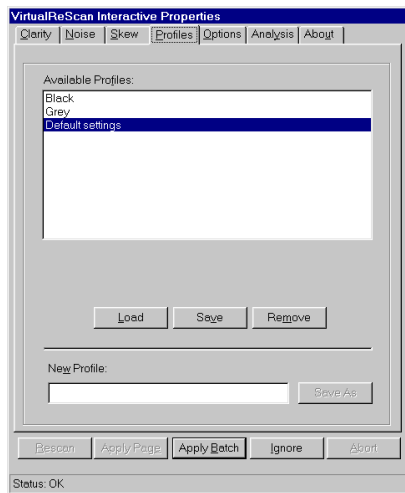 VirtualReScan Interactive Properties
Clarity Noise Skew Profiles Options Analysis About
Available Profiles:
Black
Grey
Default settings
Load Save Remove
New Profile:
Save As
Rescan Apply Page Apply Batch Ignore Abort
Status: OK